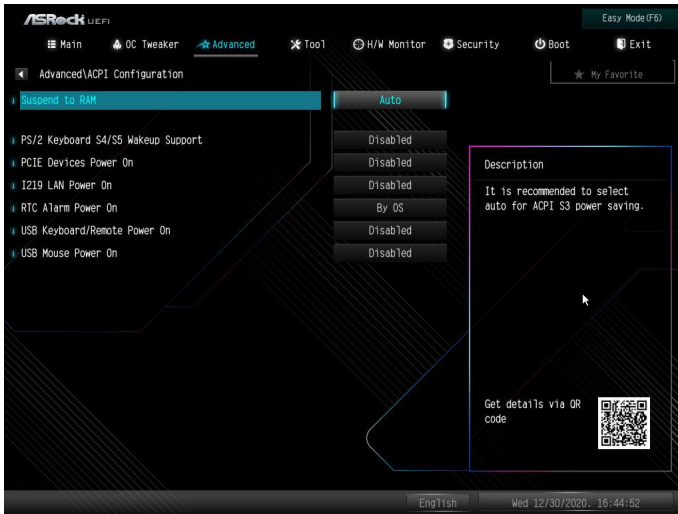 ASRock UEFI
Easy Mode(F6)
Main OC Tweaker Advanced Tool H/W Monitor Security Boot Exit
Advanced\ACPI Configuration
My Favorite
Suspend to RAM Auto
PS/2 Keyboard S4/S5 Wakeup Support Disabled
PCIE Devices Power On Disabled
I219 LAN Power On Disabled
RTC Alarm Power On By OS
USB Keyboard/Remote Power On Disabled
USB Mouse Power On Disabled
Description
It is recommended to select
auto for ACPI S3 power saving.
Get details via QR
code
English
Wed 12/30/2020. 16:44:52